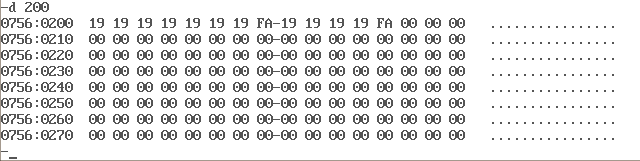 -d 200
0756:0200  19 19 19 19 19 19 19 FA-19 19 19 19 FA 00 00 00   ................
0756:0210  00 00 00 00 00 00 00 00-00 00 00 00 00 00 00 00   ................
0756:0220  00 00 00 00 00 00 00 00-00 00 00 00 00 00 00 00   ................
0756:0230  00 00 00 00 00 00 00 00-00 00 00 00 00 00 00 00   ................
0756:0240  00 00 00 00 00 00 00 00-00 00 00 00 00 00 00 00   ................
0756:0250  00 00 00 00 00 00 00 00-00 00 00 00 00 00 00 00   ................
0756:0260  00 00 00 00 00 00 00 00-00 00 00 00 00 00 00 00   ................
0756:0270  00 00 00 00 00 00 00 00-00 00 00 00 00 00 00 00   ................
-_